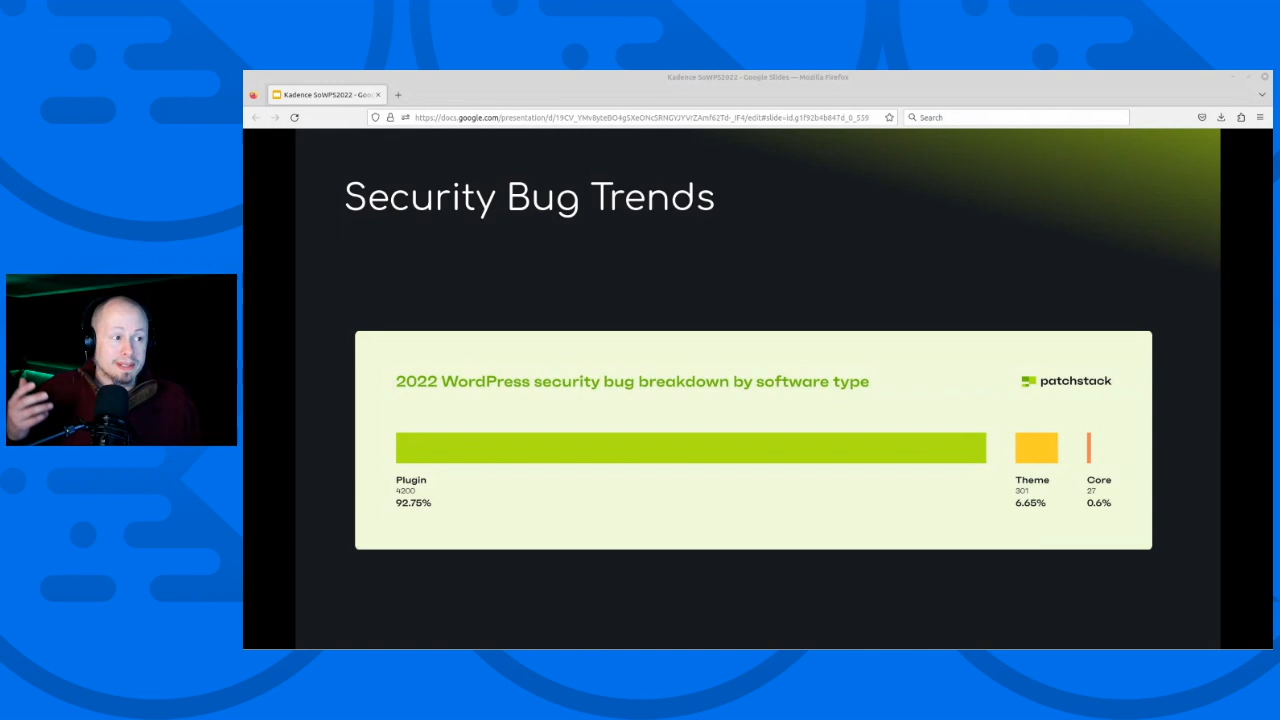 Kadence SoWPS2022 - Google Slides — Mozilla Firefox
Kadence SoWPS2022 - Goo
Search
Security Bug Trends
2022 WordPress security bug breakdown by software type
patchstack
Plugin
4200
92.75%
Theme
301
6.65%
Core
27
0.6%